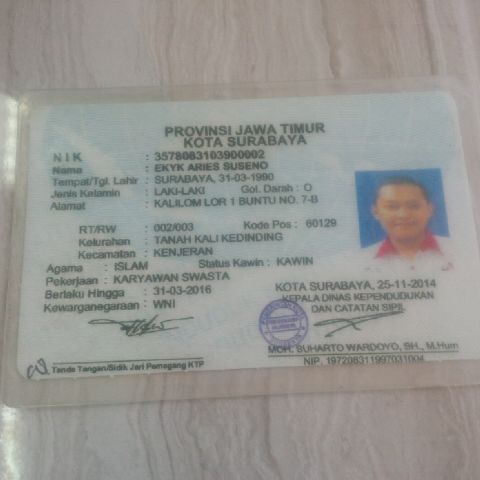 PROVINSI JAWA TIMUR
KOTA SURABAYA
NIK : 3578083103900002
Nama : EKYK ARIES SUSENO
Tempat/Tgl. Lahir : SURABAYA, 31-03-1990
Jenis Kelamin : LAKI-LAKI Gol. Darah : O
Alamat : KALILOM LOR 1 BUNTU NO. 7-B
RT/RW : 002/003 Kode Pos : 60129
Kelurahan : TANAH KALI KEDINDING
Kecamatan : KENJERAN
Agama : ISLAM Status Kawin : KAWIN
Pekerjaan : KARYAWAN SWASTA
Berlaku Hingga : 31-03-2016
Kewarganegaraan : WNI
KOTA SURABAYA, 25-11-2014
KEPALA DINAS KEPENDUDUKAN
DAN CATATAN SIPIL
MOH. SUHARTO WARDOYO, SH., M.Hum
NIP. 197208311997031004
Tanda Tangan/Sidik Jari Pemegang KTP